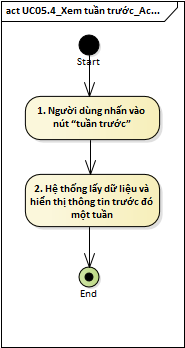 act UC05.4_Xem tuần trước_Ac...
Start
1. Người dùng nhấn vào
nút "tuần trước"
2. Hệ thống lấy dữ liệu và
hiển thị thông tin trước đó
một tuần
End